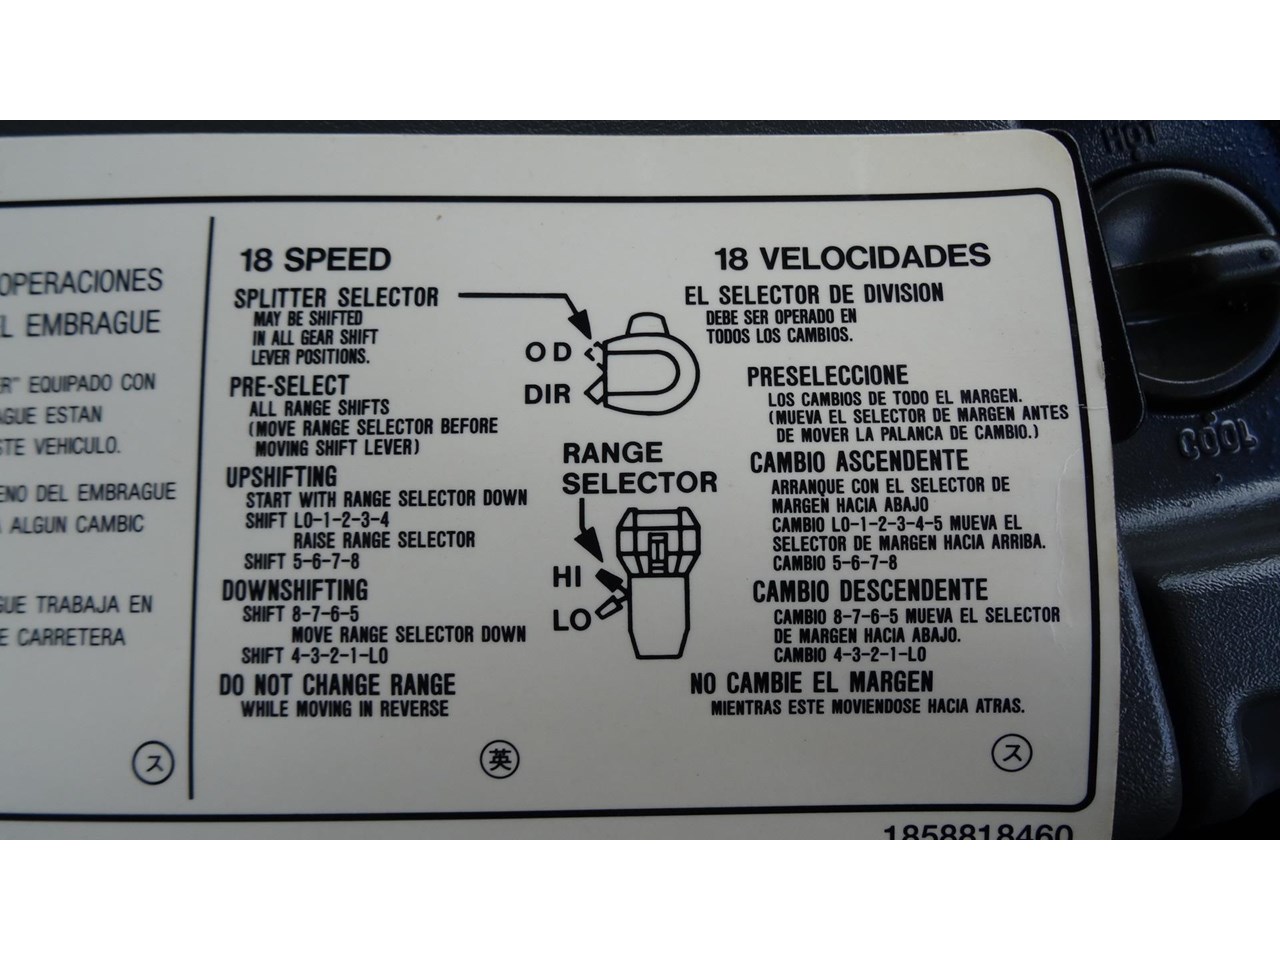 OPERACIONES
EMBRAGUE
EQUIPADO CON
ESTAN
VEHICULO.
DEL EMBRAGUE
ALGUN CAMBIC
TRABAJA EN
CARRETERA
ス
18 SPEED
SPLITTER SELECTOR
MAY BE SHIFTED
IN ALL GEAR SHIFT
LEVER POSITIONS.
PRE-SELECT
ALL RANGE SHIFTS
(MOVE RANGE SELECTOR BEFORE
MOVING SHIFT LEVER)
UPSHIFTING
START WITH RANGE SELECTOR DOWN
SHIFT LO-1-2-3-4
RAISE RANGE SELECTOR
SHIFT 5-6-7-8
DOWNSHIFTING
SHIFT 8-7-6-5
MOVE RANGE SELECTOR DOWN
SHIFT 4-3-2-1-LO
DO NOT CHANGE RANGE
WHILE MOVING IN REVERSE
英
OD
DIR
RANGE
SELECTOR
HI
LO
18 VELOCIDADES
EL SELECTOR DE DIVISION
DEBE SER OPERADO EN
TODOS LOS CAMBIOS.
PRESELECCIONE
LOS CAMBIOS DE TODO EL MARGEN.
(MUEVA EL SELECTOR DE MARGEN ANTES
DE MOVER LA PALANCA DE CAMBIO.)
CAMBIO ASCENDENTE
ARRANQUE CON EL SELECTOR DE
MARGEN HACIA ABAJO
CAMBIO LO-1-2-3-4-5 MUEVA EL
SELECTOR DE MARGEN HACIA ARRIBA.
CAMBIO 5-6-7-8
CAMBIO DESCENDENTE
CAMBIO 8-7-6-5 MUEVA EL SELECTOR
DE MARGEN HACIA ABAJO.
CAMBIO 4-3-2-1-LO
NO CAMBIE EL MARGEN
MIENTRAS ESTE MOVIENDOSE HACIA ATRAS.
ス
1858818460
HOT
COOL